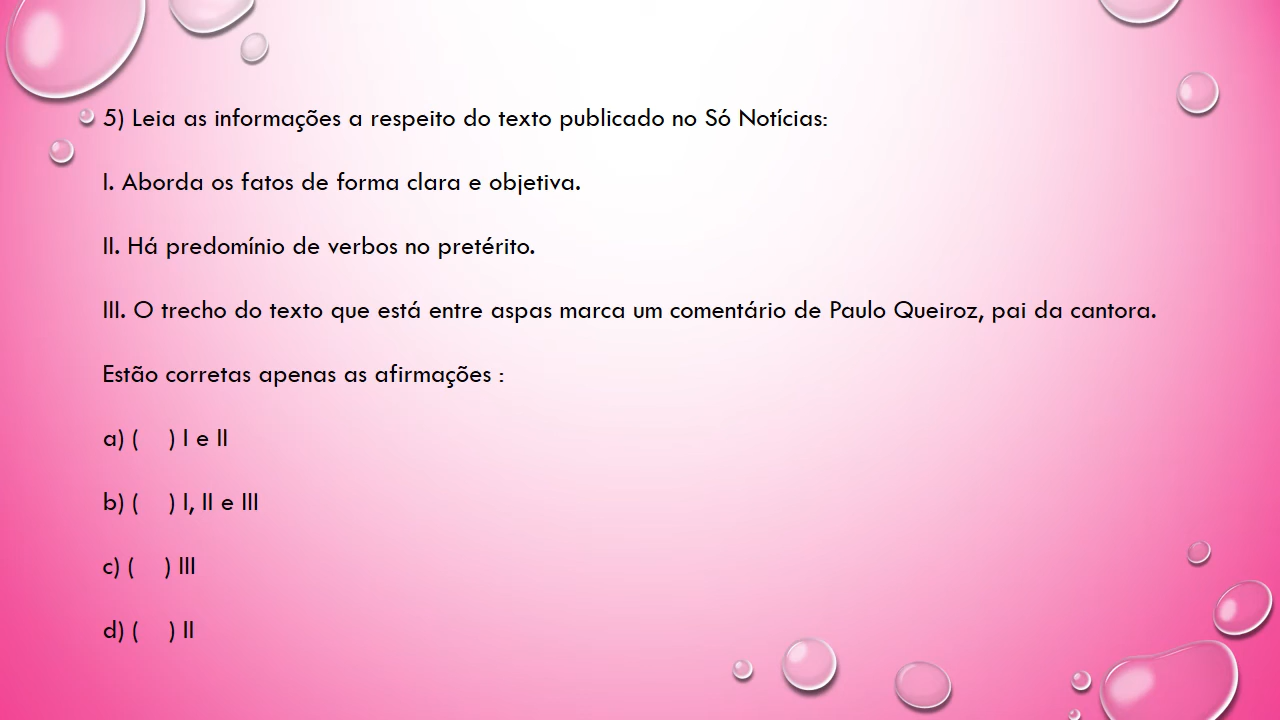 5) Leia as informações a respeito do texto publicado no Só Notícias:
I. Aborda os fatos de forma clara e objetiva.
II. Há predomínio de verbos no pretérito.
III. O trecho do texto que está entre aspas marca um comentário de Paulo Queiroz, pai da cantora.
Estão corretas apenas as afirmações :
a) (    ) I e II
b) (    ) I, II e III
c) (    ) III
d) (    ) II